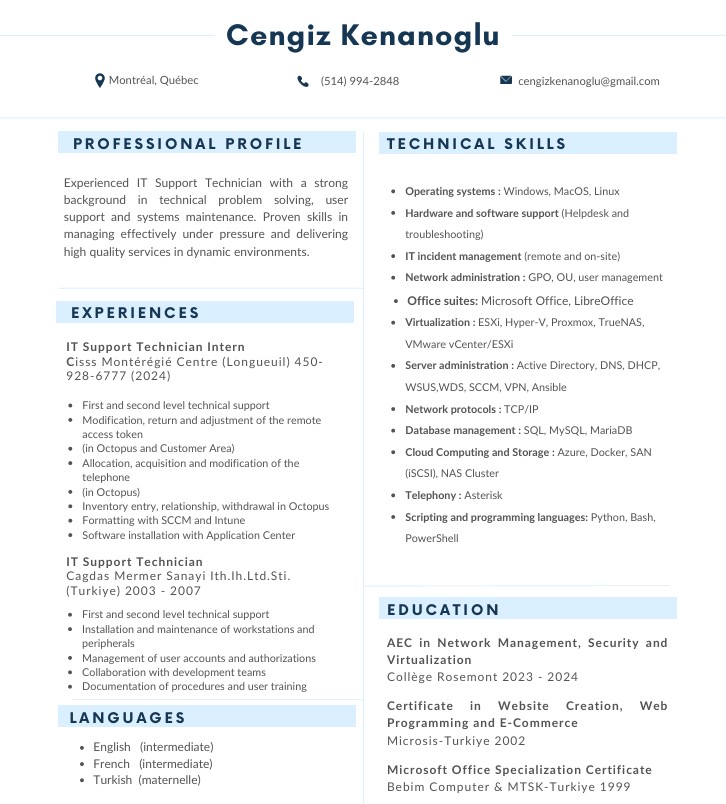 Cengiz Kenanoglu
Montréal, Québec
(514) 994-2848
cengizkenanoglu@gmail.com
PROFESSIONAL PROFILE
Experienced IT Support Technician with a strong
background in technical problem solving, user
support and systems maintenance. Proven skills in
managing effectively under pressure and delivering
high quality services in dynamic environments.
EXPERIENCES
IT Support Technician Intern
Cisss Montérégié Centre (Longueuil) 450-
928-6777 (2024)
• First and second level technical support
• Modification, return and adjustment of the remote
access token
• (in Octopus and Customer Area)
• Allocation, acquisition and modification of the
telephone
• (in Octopus)
• Inventory entry, relationship, withdrawal in Octopus
• Formatting with SCCM and Intune
• Software installation with Application Center
IT Support Technician
Cagdas Mermer Sanayi Ith.Ih.Ltd.Sti.
(Turkiye) 2003 - 2007
• First and second level technical support
• Installation and maintenance of workstations and
peripherals
• Management of user accounts and authorizations
• Collaboration with development teams
• Documentation of procedures and user training
LANGUAGES
• English (intermediate)
• French (intermediate)
• Turkish (maternelle)
TECHNICAL SKILLS
• Operating systems : Windows, MacOS, Linux
• Hardware and software support (Helpdesk and
troubleshooting)
• IT incident management (remote and on-site)
• Network administration : GPO, OU, user management
• Office suites: Microsoft Office, LibreOffice
• Virtualization : ESXi, Hyper-V, Proxmox, TrueNAS,
VMware vCenter/ESXi
• Server administration : Active Directory, DNS, DHCP,
WSUS,WDS, SCCM, VPN, Ansible
• Network protocols : TCP/IP
• Database management : SQL, MySQL, MariaDB
• Cloud Computing and Storage : Azure, Docker, SAN
(iSCSI), NAS Cluster
• Telephony : Asterisk
• Scripting and programming languages: Python, Bash,
PowerShell
EDUCATION
AEC in Network Management, Security and
Virtualization
Collège Rosemont 2023 - 2024
Certificate in Website Creation, Web
Programming and E-Commerce
Microsis-Turkiye 2002
Microsoft Office Specialization Certificate
Bebim Computer & MTSK-Turkiye 1999